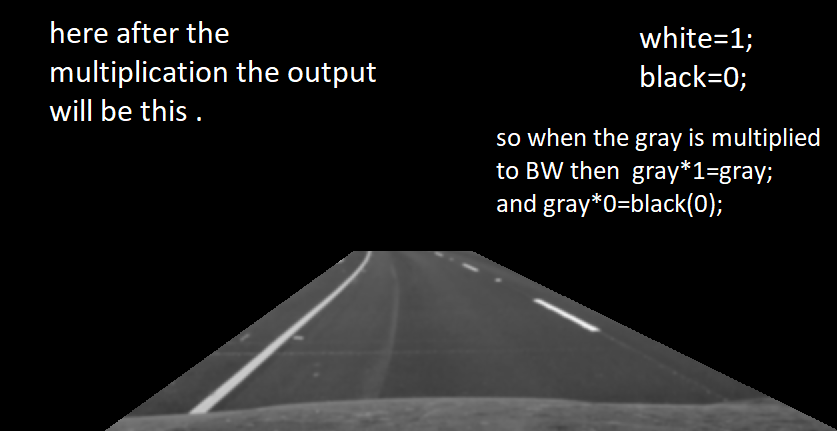 here after the
multiplication the output
will be this .
white=1;
black=0;
so when the gray is multiplied
to BW then  gray*1=gray;
and gray*0=black(0);